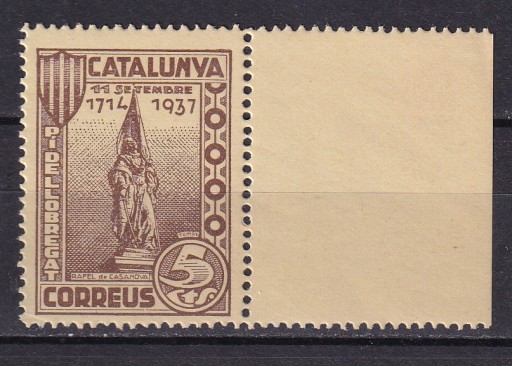 CATALUNYA
11 SETEMBRE
1714 1937
PI DE LLOBREGAT
RAFEL de CASANOVA
5 cts.
CORREUS